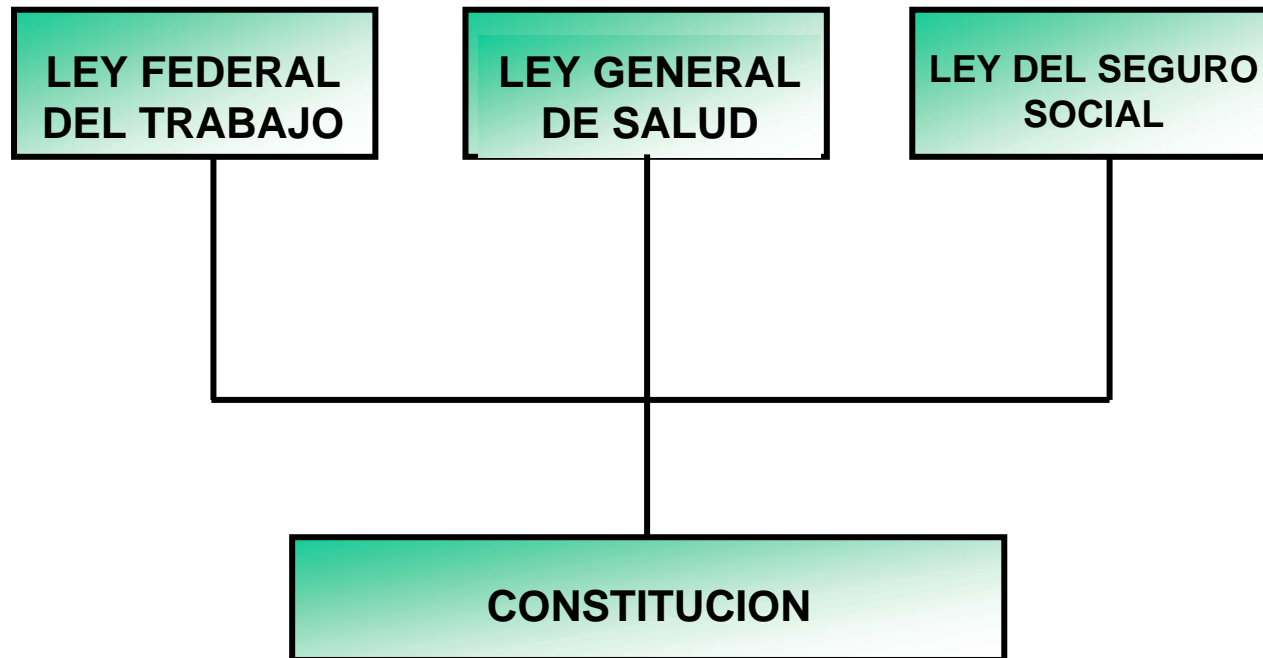 LEY FEDERAL
DEL TRABAJO
LEY GENERAL
DE SALUD
LEY DEL SEGURO
SOCIAL
CONSTITUCION